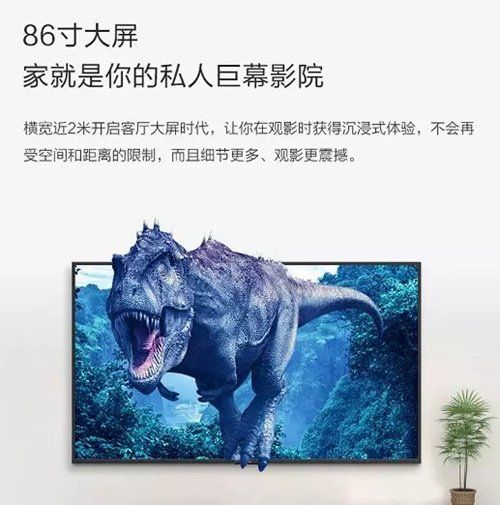 86寸大屏
家就是你的私人巨幕影院
横宽近2米开启客厅大屏时代，让你在观影时获得沉浸式体验，不会再
受空间和距离的限制，而且细节更多、观影更震撼。